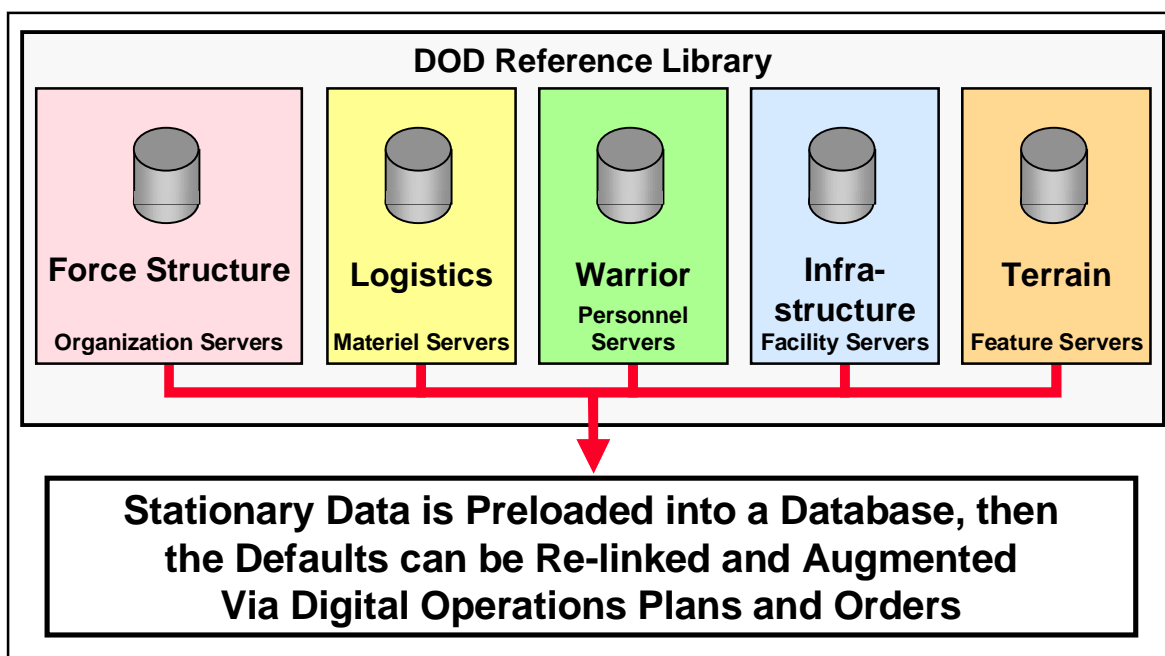 DOD Reference Library
Force Structure
Organization Servers
Logistics
Materiel Servers
Warrior
Personnel
Servers
Infra-
structure
Facility Servers
Terrain
Feature Servers
Stationary Data is Preloaded into a Database, then
the Defaults can be Re-linked and Augmented
Via Digital Operations Plans and Orders